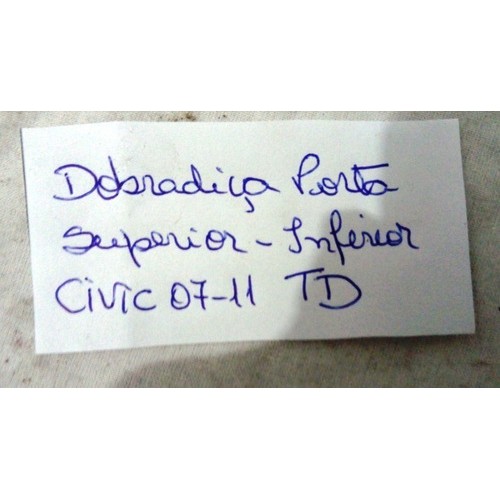 Dobradiça Porta
Superior - Inferior
Civic 07-11 TD